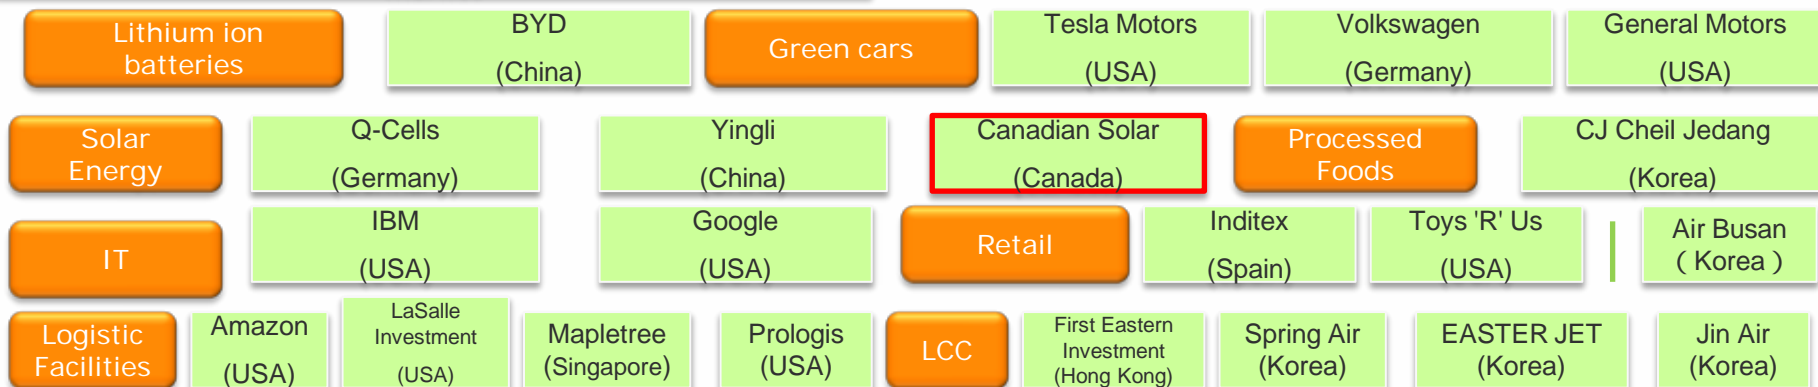 Lithium ion
batteries
BYD
(China)
Green cars
Tesla Motors
(USA)
Volkswagen
(Germany)
General Motors
(USA)
Solar
Energy
Q-Cells
(Germany)
Yingli
(China)
Canadian Solar
(Canada)
Processed
Foods
CJ Cheil Jedang
(Korea)
IT
IBM
(USA)
Google
(USA)
Retail
Inditex
(Spain)
Toys 'R' Us
(USA)
Air Busan
( Korea )
Logistic
Facilities
Amazon
(USA)
LaSalle
Investment
(USA)
Mapletree
(Singapore)
Prologis
(USA)
LCC
First Eastern
Investment
(Hong Kong)
Spring Air
(Korea)
EASTER JET
(Korea)
Jin Air
(Korea)